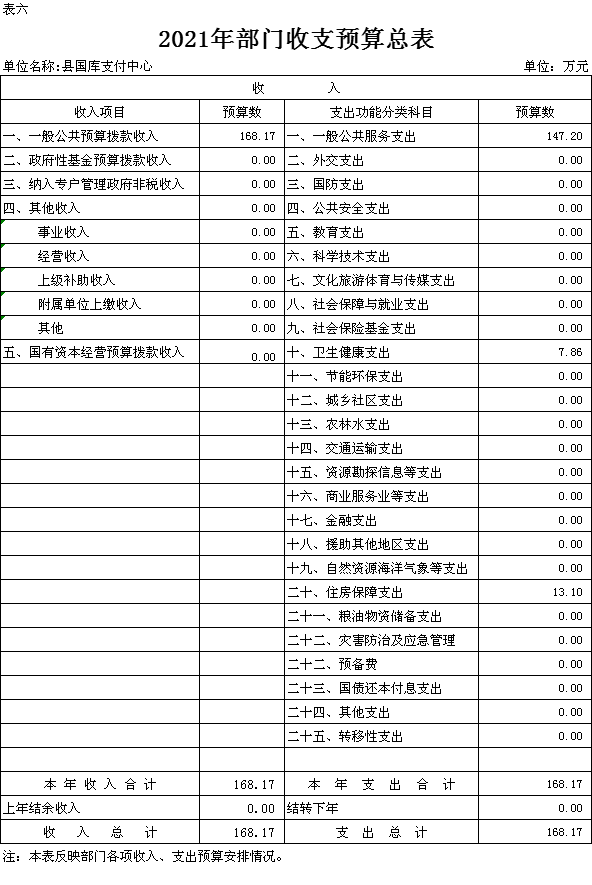 表六
2021年部门收支预算总表
单位名称:县国库支付中心 单位：万元
收 入
收入项目 预算数 支出功能分类科目 预算数
一、一般公共预算拨款收入 168.17 一、一般公共服务支出 147.20
二、政府性基金预算拨款收入 0.00 二、外交支出 0.00
三、纳入专户管理政府非税收入 0.00 三、国防支出 0.00
四、其他收入 0.00 四、公共安全支出 0.00
事业收入 0.00 五、教育支出 0.00
经营收入 0.00 六、科学技术支出 0.00
上级补助收入 0.00 七、文化旅游体育与传媒支出 0.00
附属单位上缴收入 0.00 八、社会保障与就业支出 0.00
其他 0.00 九、社会保险基金支出 0.00
五、国有资本经营预算拨款收入 0.00 十、卫生健康支出 7.86
十一、节能环保支出 0.00
十二、城乡社区支出 0.00
十三、农林水支出 0.00
十四、交通运输支出 0.00
十五、资源勘探信息等支出 0.00
十六、商业服务业等支出 0.00
十七、金融支出 0.00
十八、援助其他地区支出 0.00
十九、自然资源海洋气象等支出 0.00
二十、住房保障支出 13.10
二十一、粮油物资储备支出 0.00
二十二、灾害防治及应急管理 0.00
二十二、预备费 0.00
二十三、国债还本付息支出 0.00
二十四、其他支出 0.00
二十五、转移性支出 0.00
本年收入合计 168.17 本年支出合计 168.17
上年结余收入 0.00 结转下年 0.00
收入总计 168.17 支出总计 168.17
注：本表反映部门各项收入、支出预算安排情况。